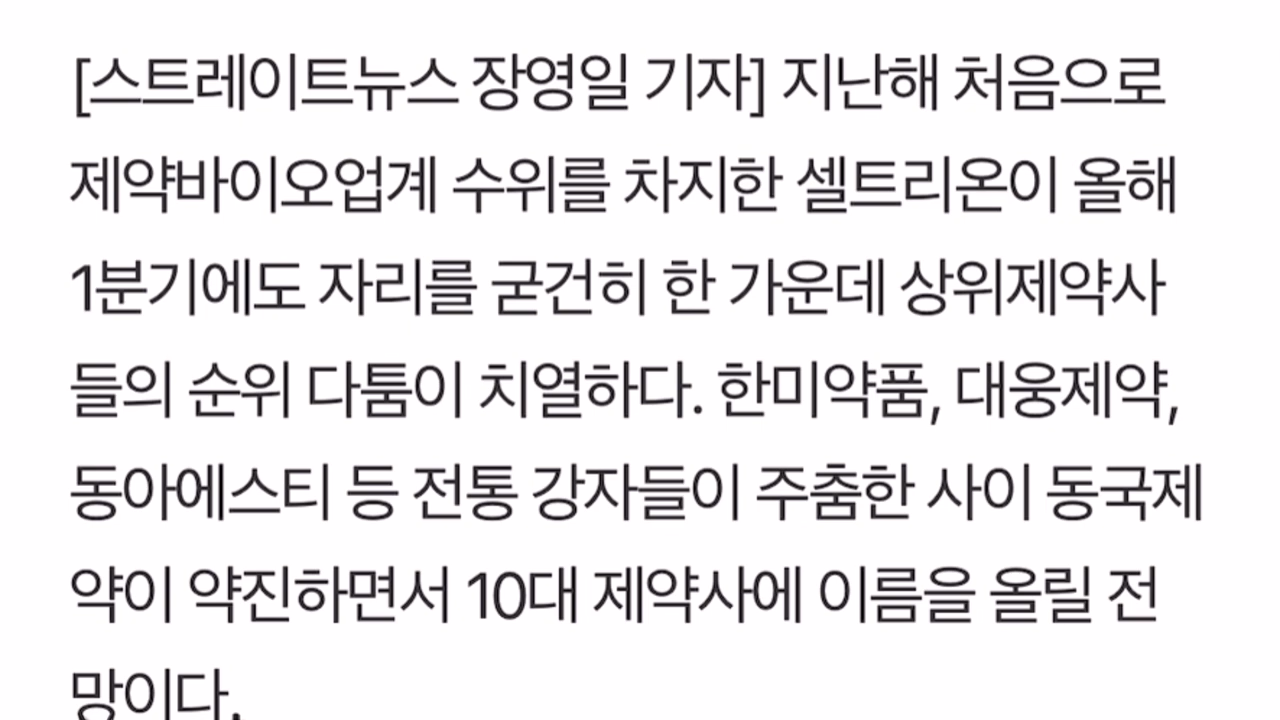 [스트레이트뉴스 장영일 기자] 지난해 처음으로
제약바이오업계 수위를 차지한 셀트리온이 올해
1분기에도 자리를 굳건히 한 가운데 상위제약사
들의 순위 다툼이 치열하다. 한미약품, 대웅제약,
동아에스티 등 전통 강자들이 주춤한 사이 동국제
약이 약진하면서 10대 제약사에 이름을 올릴 전
망이다.